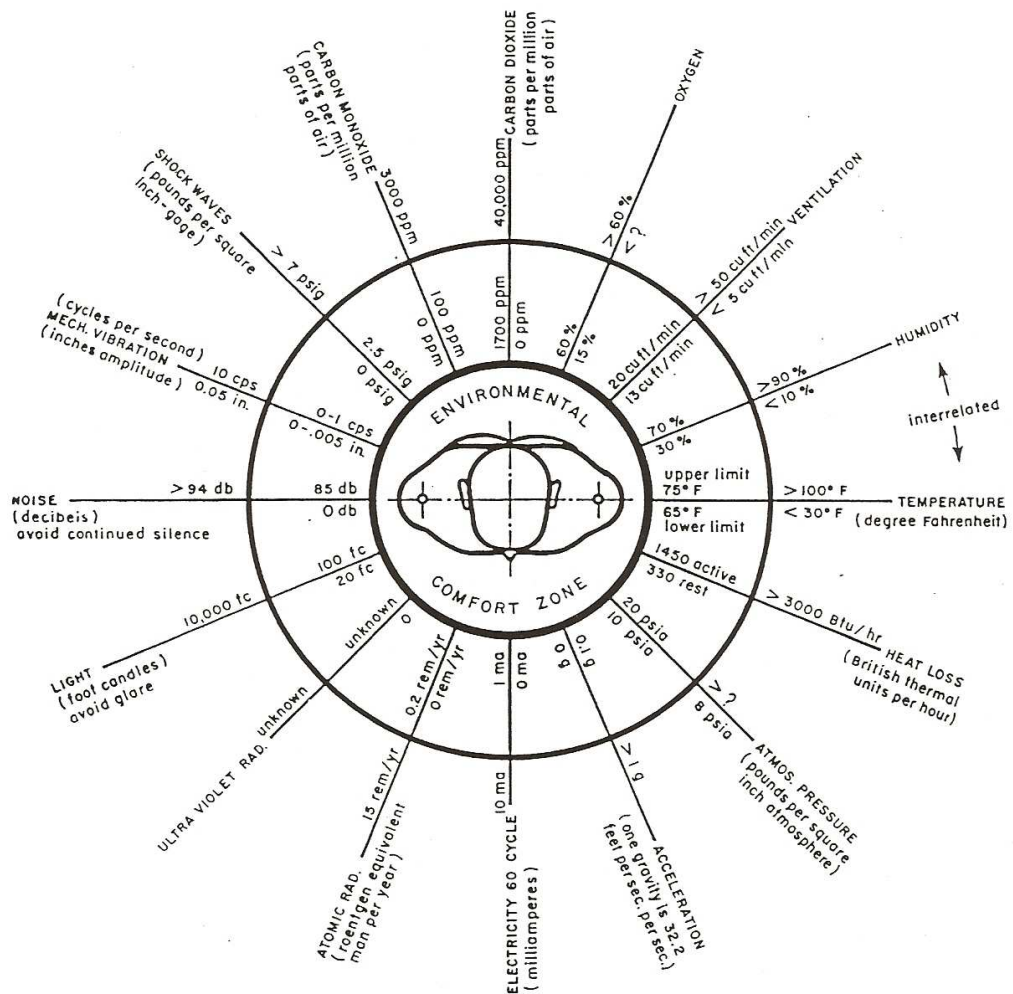 CARBON DIOXIDE
(parts per million
parts of air)
40,000 ppm
1700 ppm
0 ppm
OXYGEN
> 60 %
< ?
60 %
15 %
VENTILATION
> 50 cu ft/min
< 5 cu ft/min
20 cu ft/min
13 cu ft/min
HUMIDITY
>90 %
<10 %
70 %
30 %
interrelated
TEMPERATURE
(degree Fahrenheit)
>100° F
< 30° F
upper limit
75° F
65° F
lower limit
HEAT LOSS
(British thermal
units per hour)
> 3000 Btu/hr
1450 active
330 rest
ATMOS. PRESSURE
(pounds per square
inch atmosphere)
> ?
8 psia
20 psia
10 psia
ACCELERATION
(one gravity is 32.2
feet per sec. per sec.)
> 1 g
0.1 g
0 g
ELECTRICITY 60 CYCLE
(milliamperes)
10 ma
1 ma
0 ma
ATOMIC RAD.
(roentgen equivalent
man per year)
15 rem/yr
0.2 rem/yr
0 rem/yr
ULTRA VIOLET RAD.
unknown
unknown
0
LIGHT
(foot candles)
avoid glare
10,000 fc
100 fc
20 fc
NOISE
(decibels)
avoid continued silence
> 94 db
85 db
0 db
(cycles per second)
MECH. VIBRATION
(inches amplitude)
10 cps
0.05 in.
0-1 cps
0-.005 in.
SHOCK WAVES
(pounds per square
inch-gage)
> 7 psig
2.5 psig
0 psig
CARBON MONOXIDE
(parts per million
parts of air)
3000 ppm
100 ppm
0 ppm
ENVIRONMENTAL
COMFORT ZONE